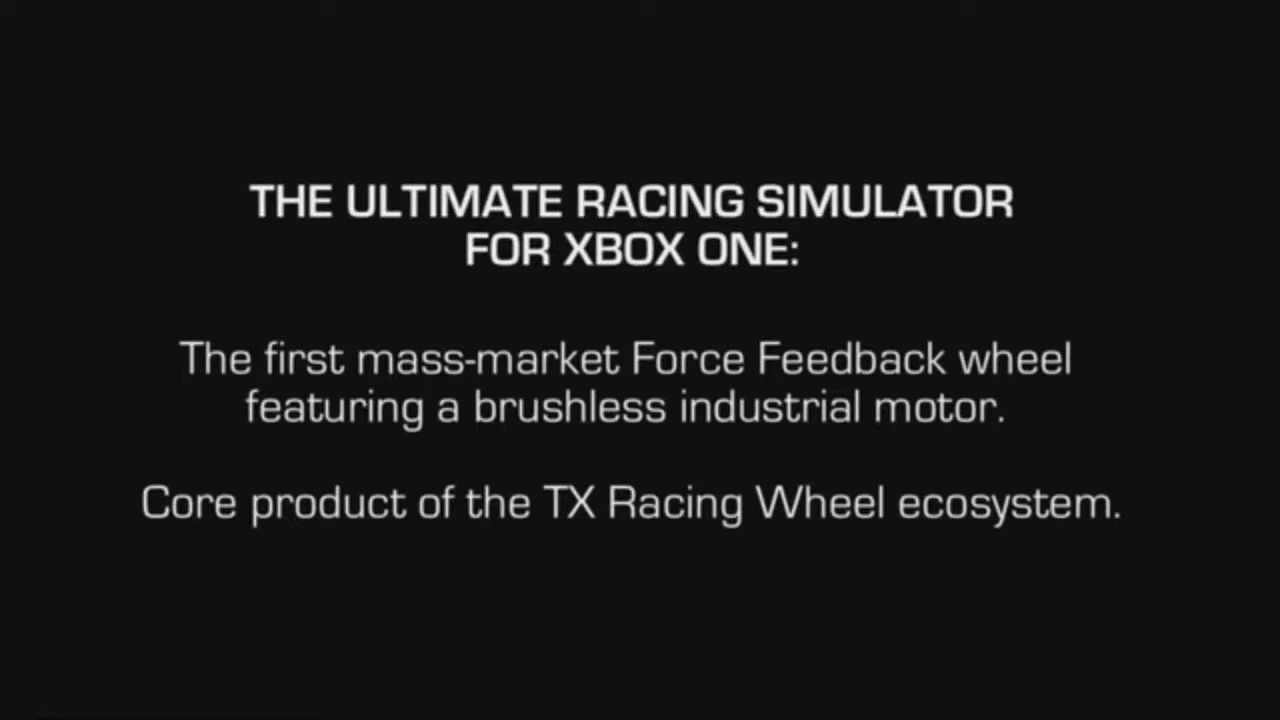 THE ULTIMATE RACING SIMULATOR
FOR XBOX ONE:
The first mass-market Force Feedback wheel
featuring a brushless industrial motor.
Core product of the TX Racing Wheel ecosystem.